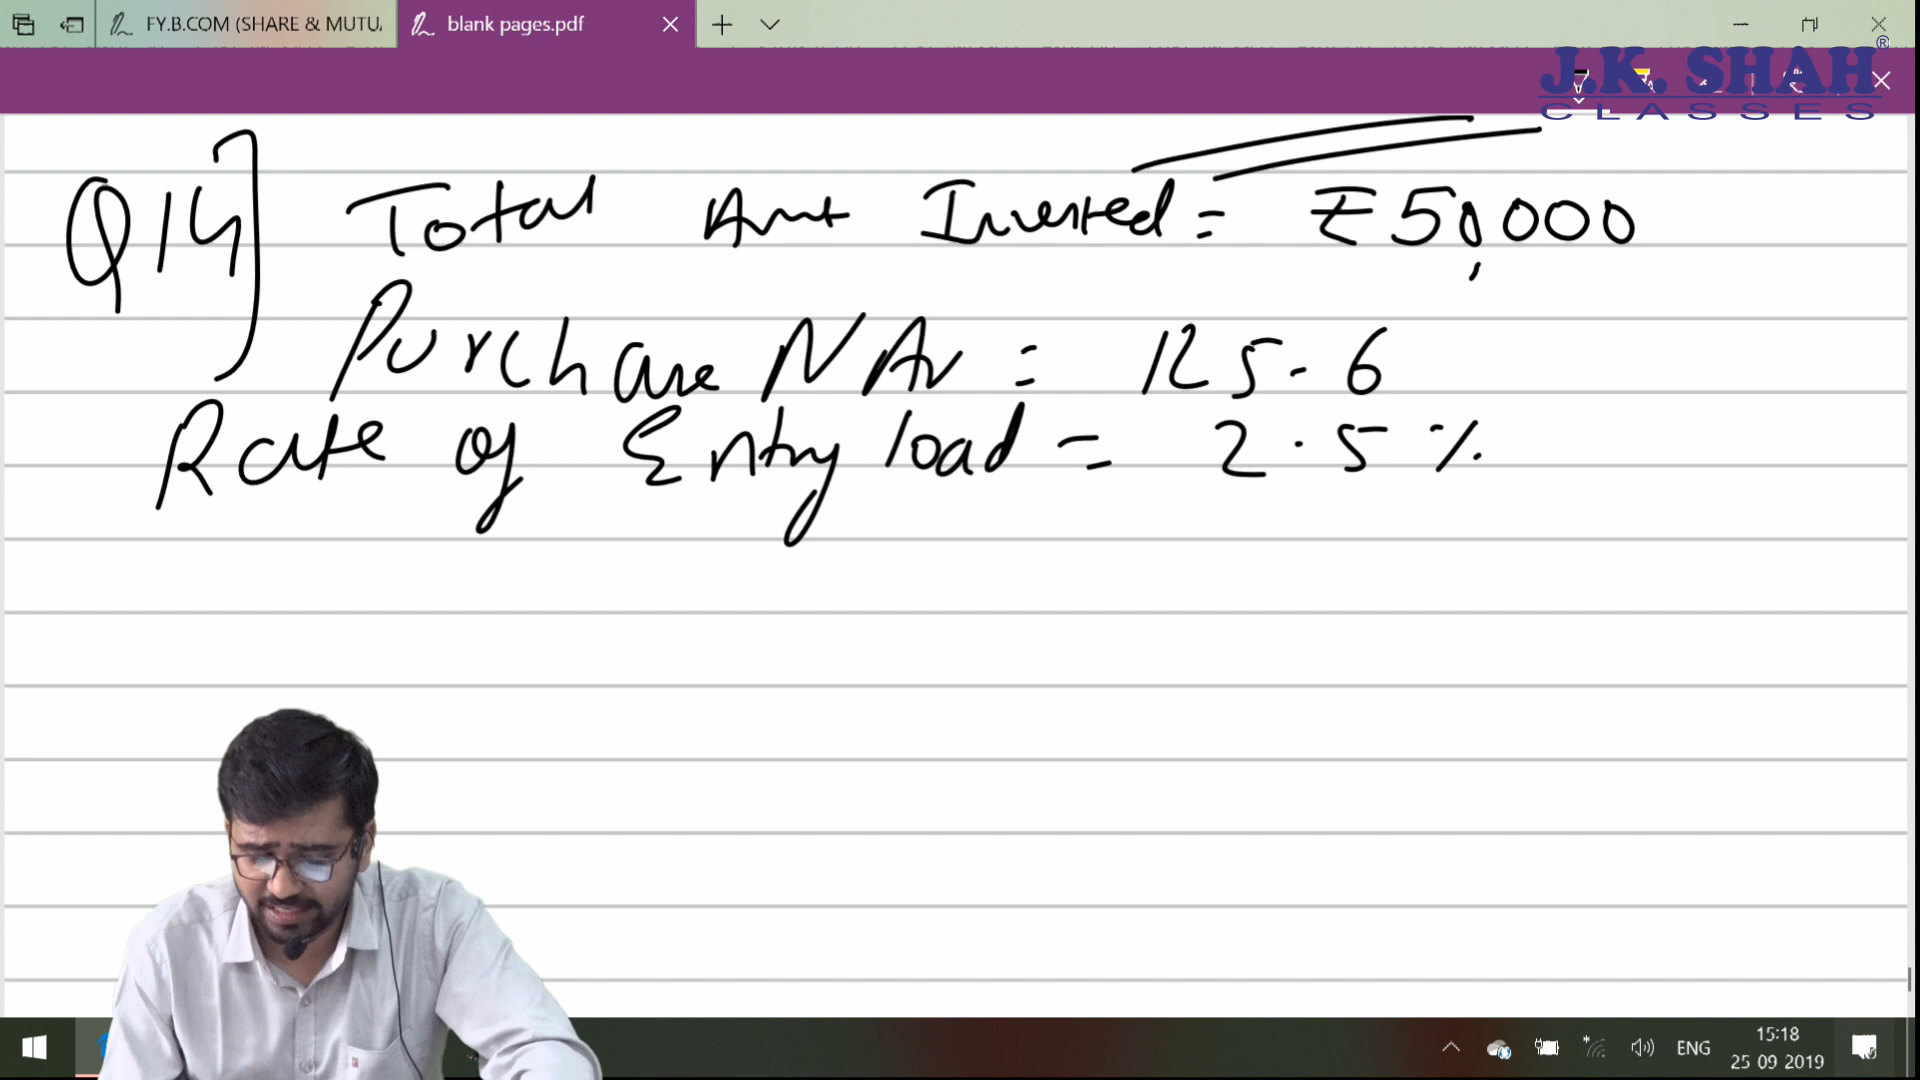 FY.B.COM (SHARE & MUTU
blank pages.pdf
J.K. SHAH®
CLASSES
Q14] Total Amt Invested = ₹50,000
Purchase NAV = 125.6
Rate of Entry load = 2.5 %
ENG
15:18
25 09 2019